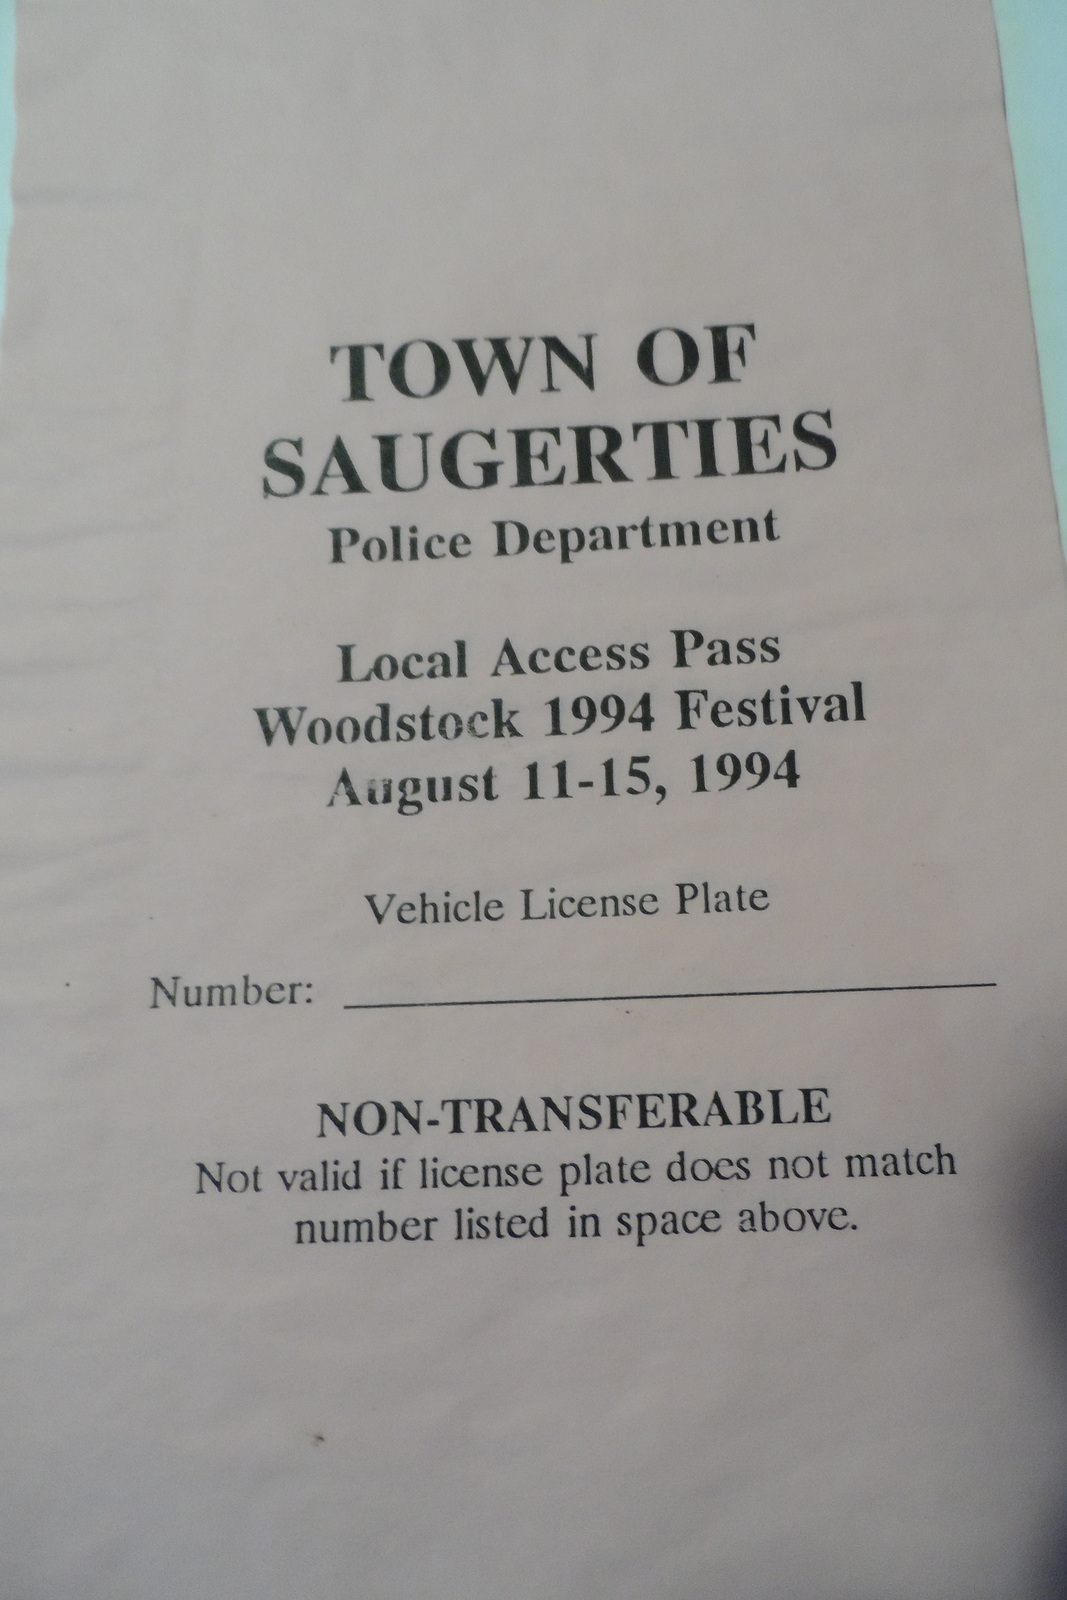 TOWN OF
SAUGERTIES
Police Department
Local Access Pass
Woodstock 1994 Festival
August 11-15, 1994
Vehicle License Plate
Number:
NON-TRANSFERABLE
Not valid if license plate does not match
number listed in space above.